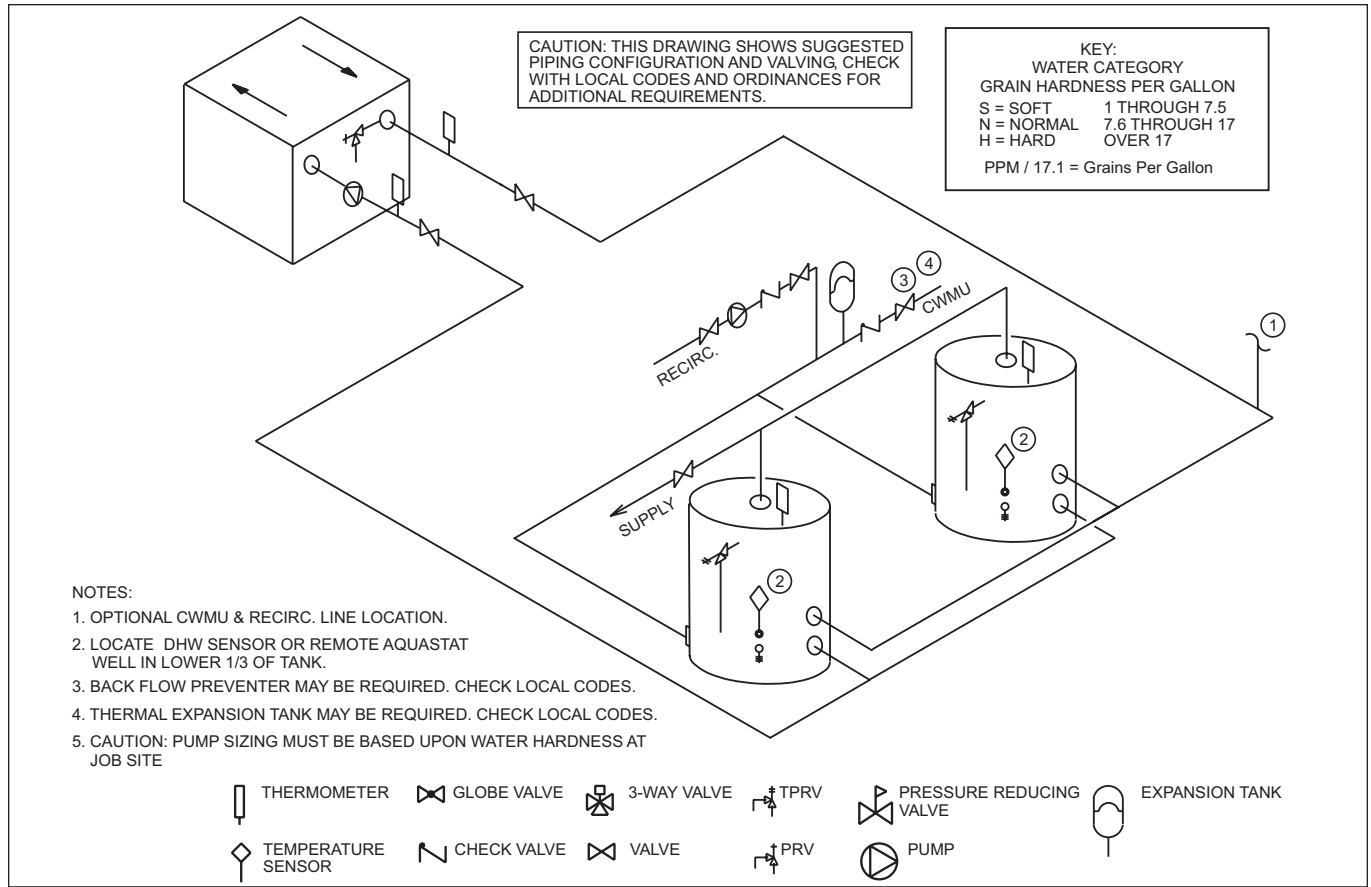 CAUTION: THIS DRAWING SHOWS SUGGESTED
PIPING CONFIGURATION AND VALVING, CHECK
WITH LOCAL CODES AND ORDINANCES FOR
ADDITIONAL REQUIREMENTS.
KEY:
WATER CATEGORY
GRAIN HARDNESS PER GALLON
S = SOFT 1 THROUGH 7.5
N = NORMAL 7.6 THROUGH 17
H = HARD OVER 17
PPM / 17.1 = Grains Per Gallon
3
4
CWMU
RECIRC.
1
2
SUPPLY
2
NOTES:
1. OPTIONAL CWMU & RECIRC. LINE LOCATION.
2. LOCATE DHW SENSOR OR REMOTE AQUASTAT
WELL IN LOWER 1/3 OF TANK.
3. BACK FLOW PREVENTER MAY BE REQUIRED. CHECK LOCAL CODES.
4. THERMAL EXPANSION TANK MAY BE REQUIRED. CHECK LOCAL CODES.
5. CAUTION: PUMP SIZING MUST BE BASED UPON WATER HARDNESS AT
JOB SITE
THERMOMETER
GLOBE VALVE
3-WAY VALVE
TPRV
PRESSURE REDUCING
VALVE
EXPANSION TANK
TEMPERATURE
SENSOR
CHECK VALVE
VALVE
PRV
PUMP